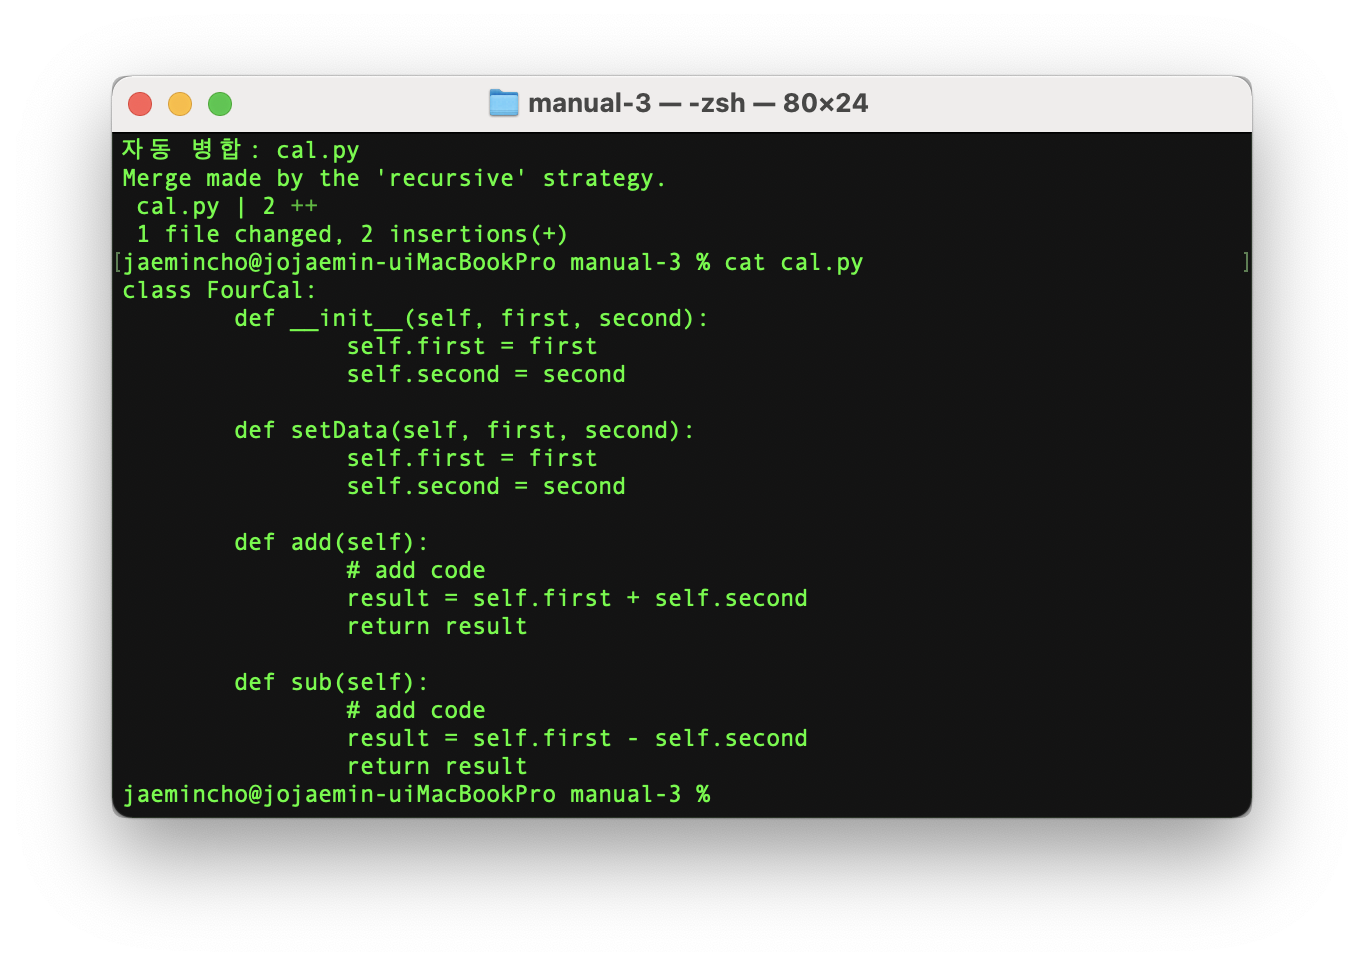 manual-3 — -zsh — 80×24
자동 병합: cal.py
Merge made by the 'recursive' strategy.
 cal.py | 2 ++
 1 file changed, 2 insertions(+)
[jaemincho@jojaemin-uiMacBookPro manual-3 % cat cal.py ]
class FourCal:
        def __init__(self, first, second):
                self.first = first
                self.second = second

        def setData(self, first, second):
                self.first = first
                self.second = second

        def add(self):
                # add code
                result = self.first + self.second
                return result

        def sub(self):
                # add code
                result = self.first - self.second
                return result
jaemincho@jojaemin-uiMacBookPro manual-3 %